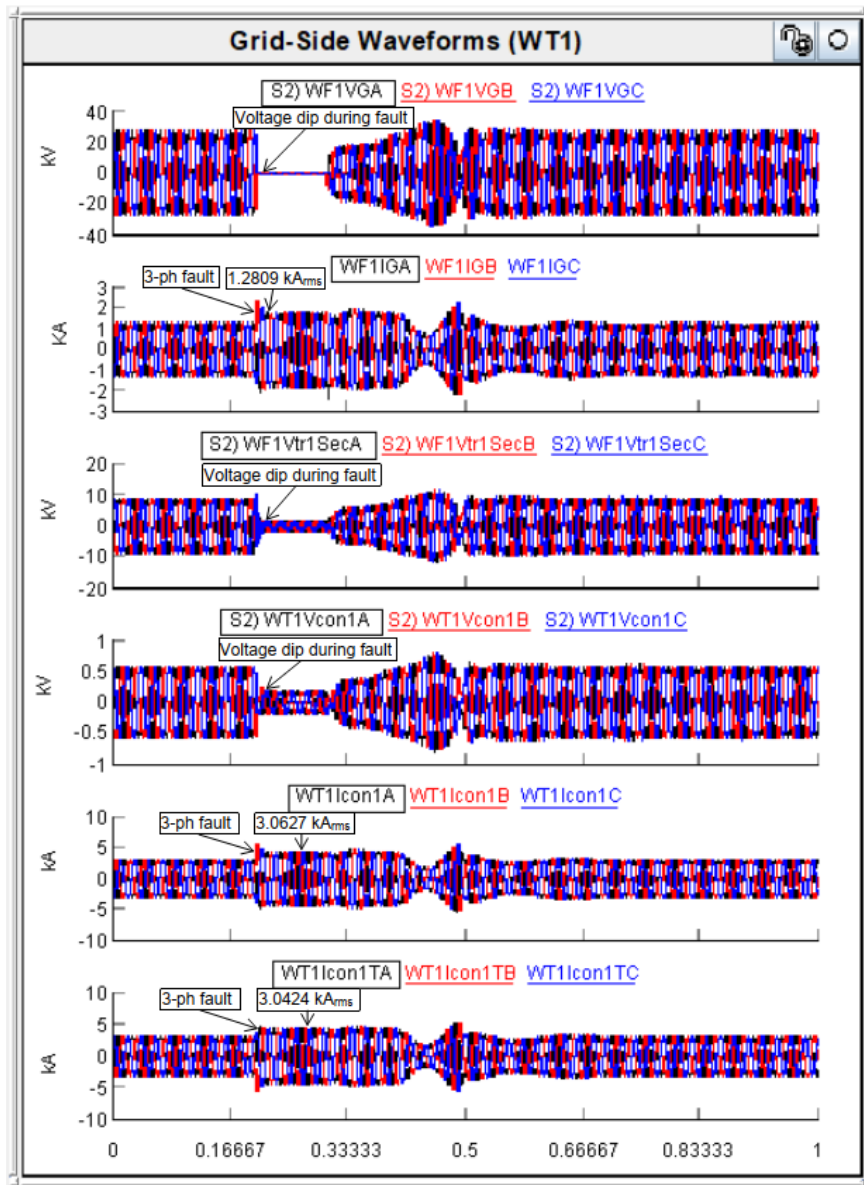 Grid-Side Waveforms (WT1)
S2) WF1VGA S2) WF1VGB S2) WF1VGC
Voltage dip during fault
40
20
0
-20
-40
kV
WF1IGA WF1IGB WF1IGC
3-ph fault 1.2809 kArms
3
2
1
0
-1
-2
-3
KA
S2) WF1Vtr1SecA S2) WF1Vtr1SecB S2) WF1Vtr1SecC
Voltage dip during fault
20
10
0
-10
-20
kV
S2) WT1Vcon1A S2) WT1Vcon1B S2) WT1Vcon1C
Voltage dip during fault
1
0.5
0
-0.5
-1
kV
WT1Icon1A WT1Icon1B WT1Icon1C
3-ph fault 3.0627 kArms
10
5
0
-5
-10
kA
WT1Icon1TA WT1Icon1TB WT1Icon1TC
3-ph fault 3.0424 kArms
10
5
0
-5
-10
kA
0 0.16667 0.33333 0.5 0.66667 0.83333 1